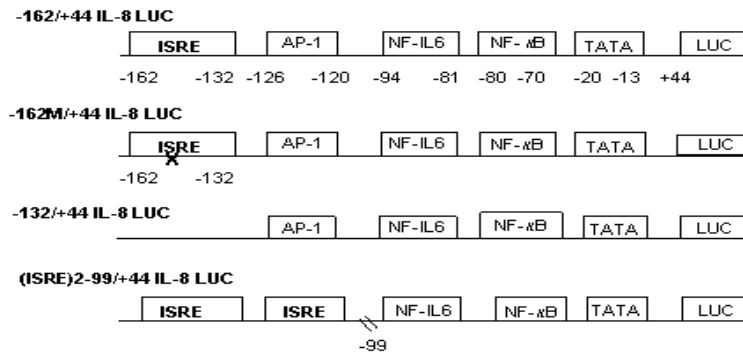 -162/+44 IL-8 LUC
ISRE AP-1 NF-IL6 NF-κB TATA LUC
-162 -132 -126 -120 -94 -81 -80 -70 -20 -13 +44
-162M/+44 IL-8 LUC
ISRE AP-1 NF-IL6 NF-κB TATA LUC
X
-162 -132
-132/+44 IL-8 LUC
AP-1 NF-IL6 NF-κB TATA LUC
(ISRE)2-99/+44 IL-8 LUC
ISRE ISRE NF-IL6 NF-κB TATA LUC
-99